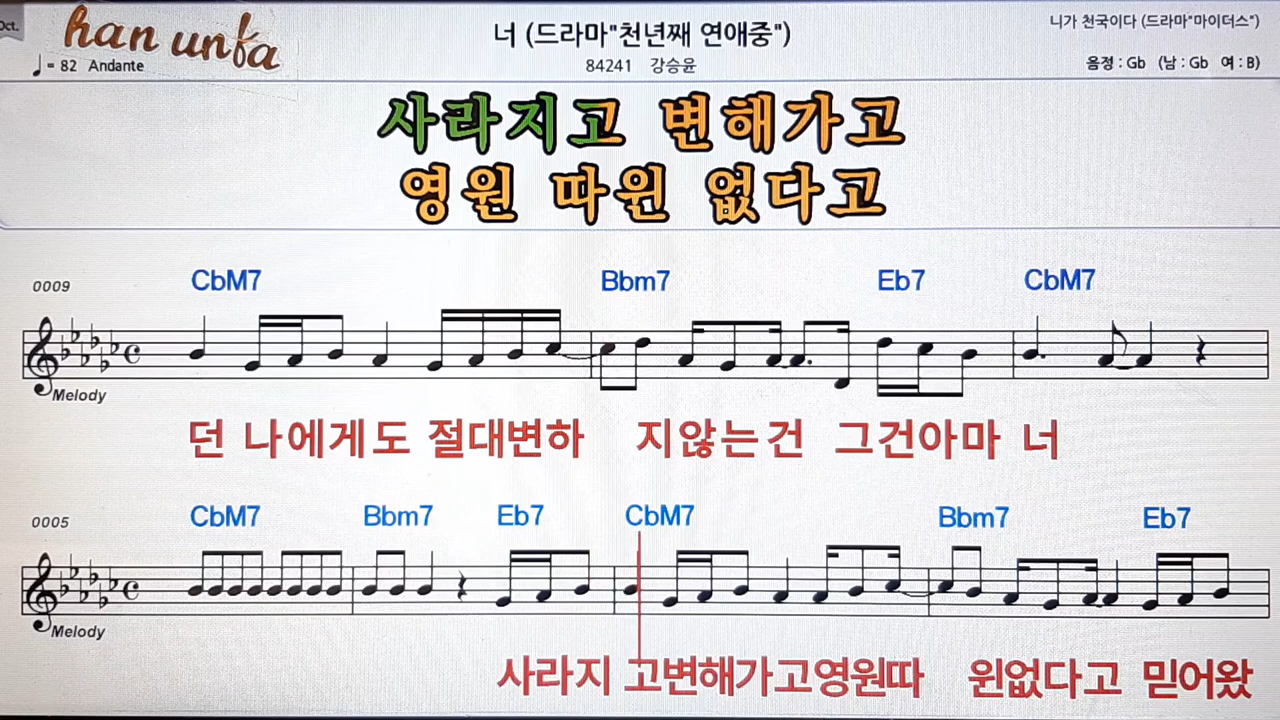 Oct.
han unfa
♩= 82 Andante
너 (드라마"천년째 연애중")
84241 강승윤
니가 천국이다 (드라마"마이더스")
음정 : Gb (남 : Gb 여 : B)
사라지고 변해가고
영원 따윈 없다고
0009 CbM7 Bbm7 Eb7 CbM7
Melody
던 나에게도 절대변하 지않는건 그건아마 너
0005 CbM7 Bbm7 Eb7 CbM7 Bbm7 Eb7
Melody
사라지 고변해가고영원따 윈없다고 믿어왔